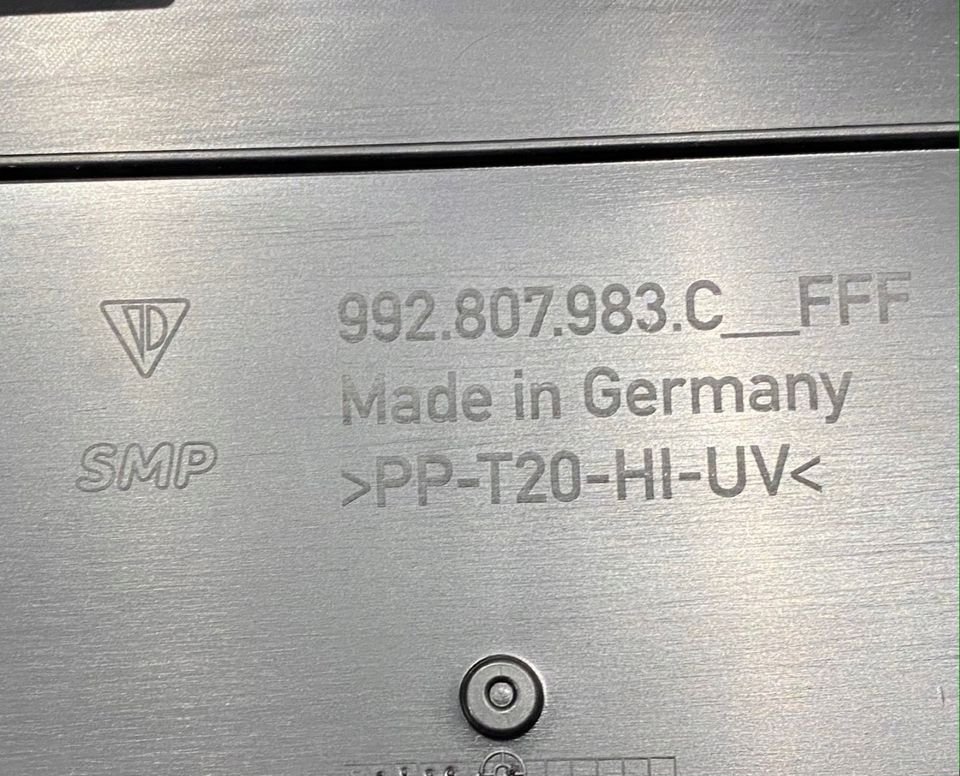 992.807.983.C__FFF
Made in Germany
SMP
>PP-T20-HI-UV<